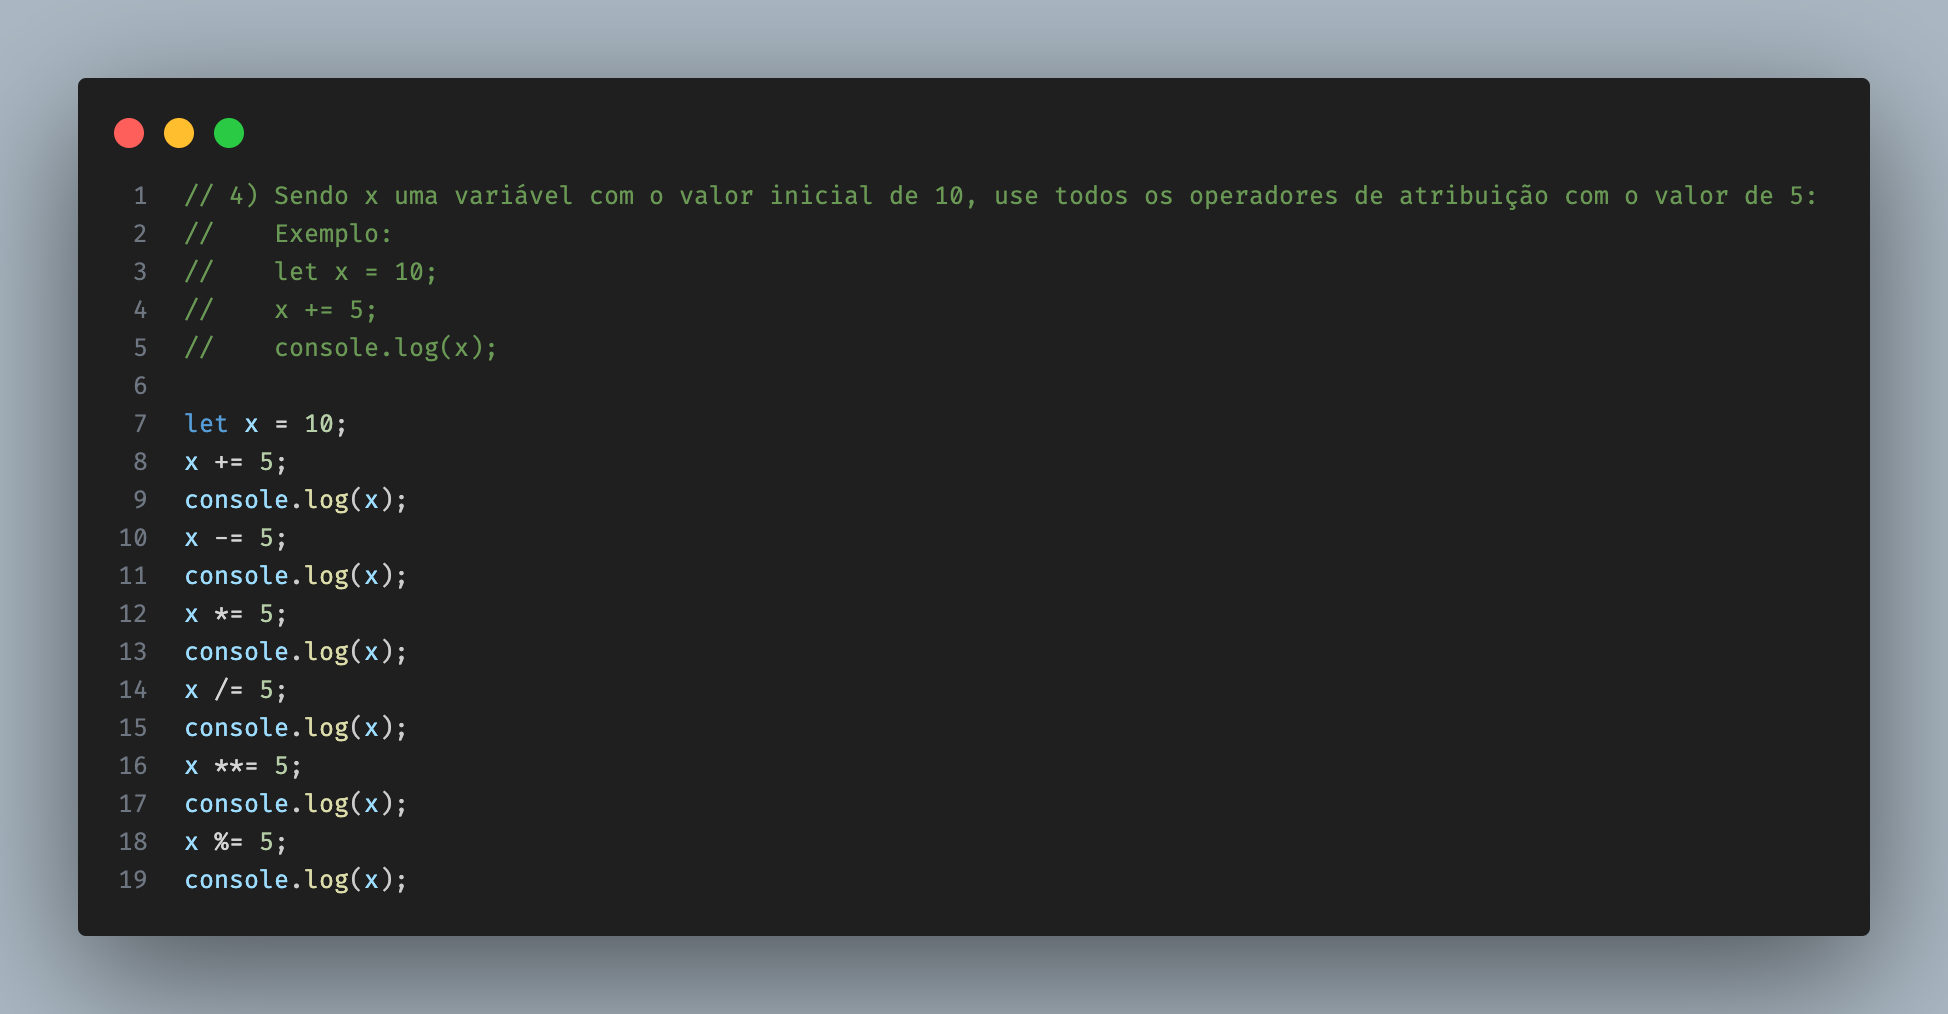 1 // 4) Sendo x uma variável com o valor inicial de 10, use todos os operadores de atribuição com o valor de 5:
2 //    Exemplo:
3 //    let x = 10;
4 //    x += 5;
5 //    console.log(x);
6
7 let x = 10;
8 x += 5;
9 console.log(x);
10 x -= 5;
11 console.log(x);
12 x *= 5;
13 console.log(x);
14 x /= 5;
15 console.log(x);
16 x **= 5;
17 console.log(x);
18 x %= 5;
19 console.log(x);